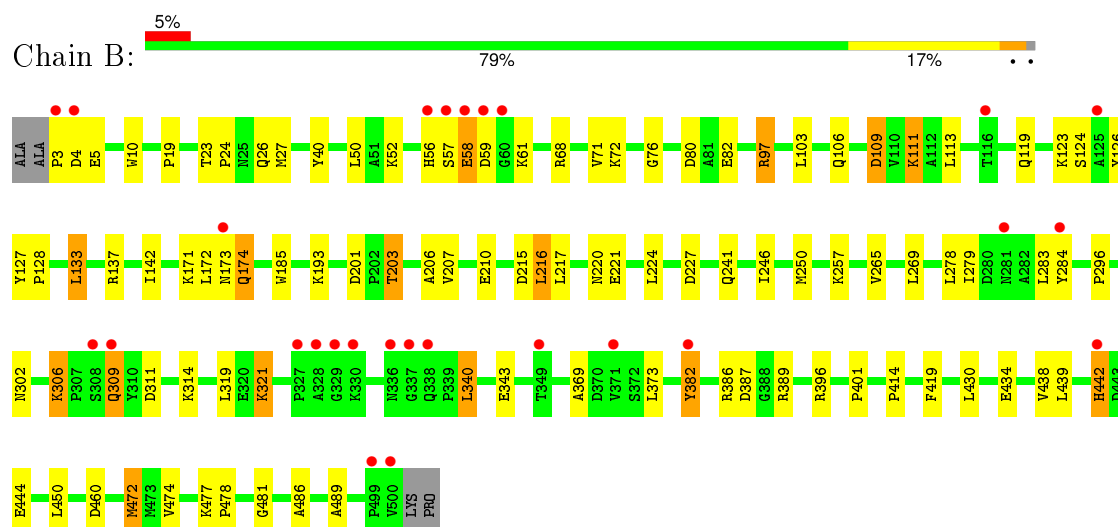 5%
Chain B:
79% 17% • •
ALA ALA P3 D4 E5 W10 P19 T23 P24 N25 Q26 M27 Y40 L50 A51 K52 H56 S57 E58 D59 G60 K61 R68 V71 K72 G76 D80 A81 E82 R97 L103 Q106 D109 V110 K111 A112 L113 T116 Q119 K123 S124 A125 Y126
Y127 P128 L133 R137 I142 K171 L172 N173 Q174 W185 K193 D201 P202 T203 A206 V207 E210 D215 L216 L217 N220 E221 L224 D227 Q241 I246 M250 K257 V265 L269 L278 I279 D280 N281 A282 L283 Y284 P296
N302 K306 P307 S308 Q309 Y310 D311 K314 L319 E320 K321 P327 A328 G329 K330 N336 G337 Q338 P339 L340 E343 T349 A369 D370 V371 S372 L373 Y382 R386 D387 G388 R389 R396 P401 P414 F419 L430 E434 V438 L439 H442 D443
E444 L450 D460 M472 M473 V474 K477 P478 G481 A486 A489 P499 V500 LYS PRO